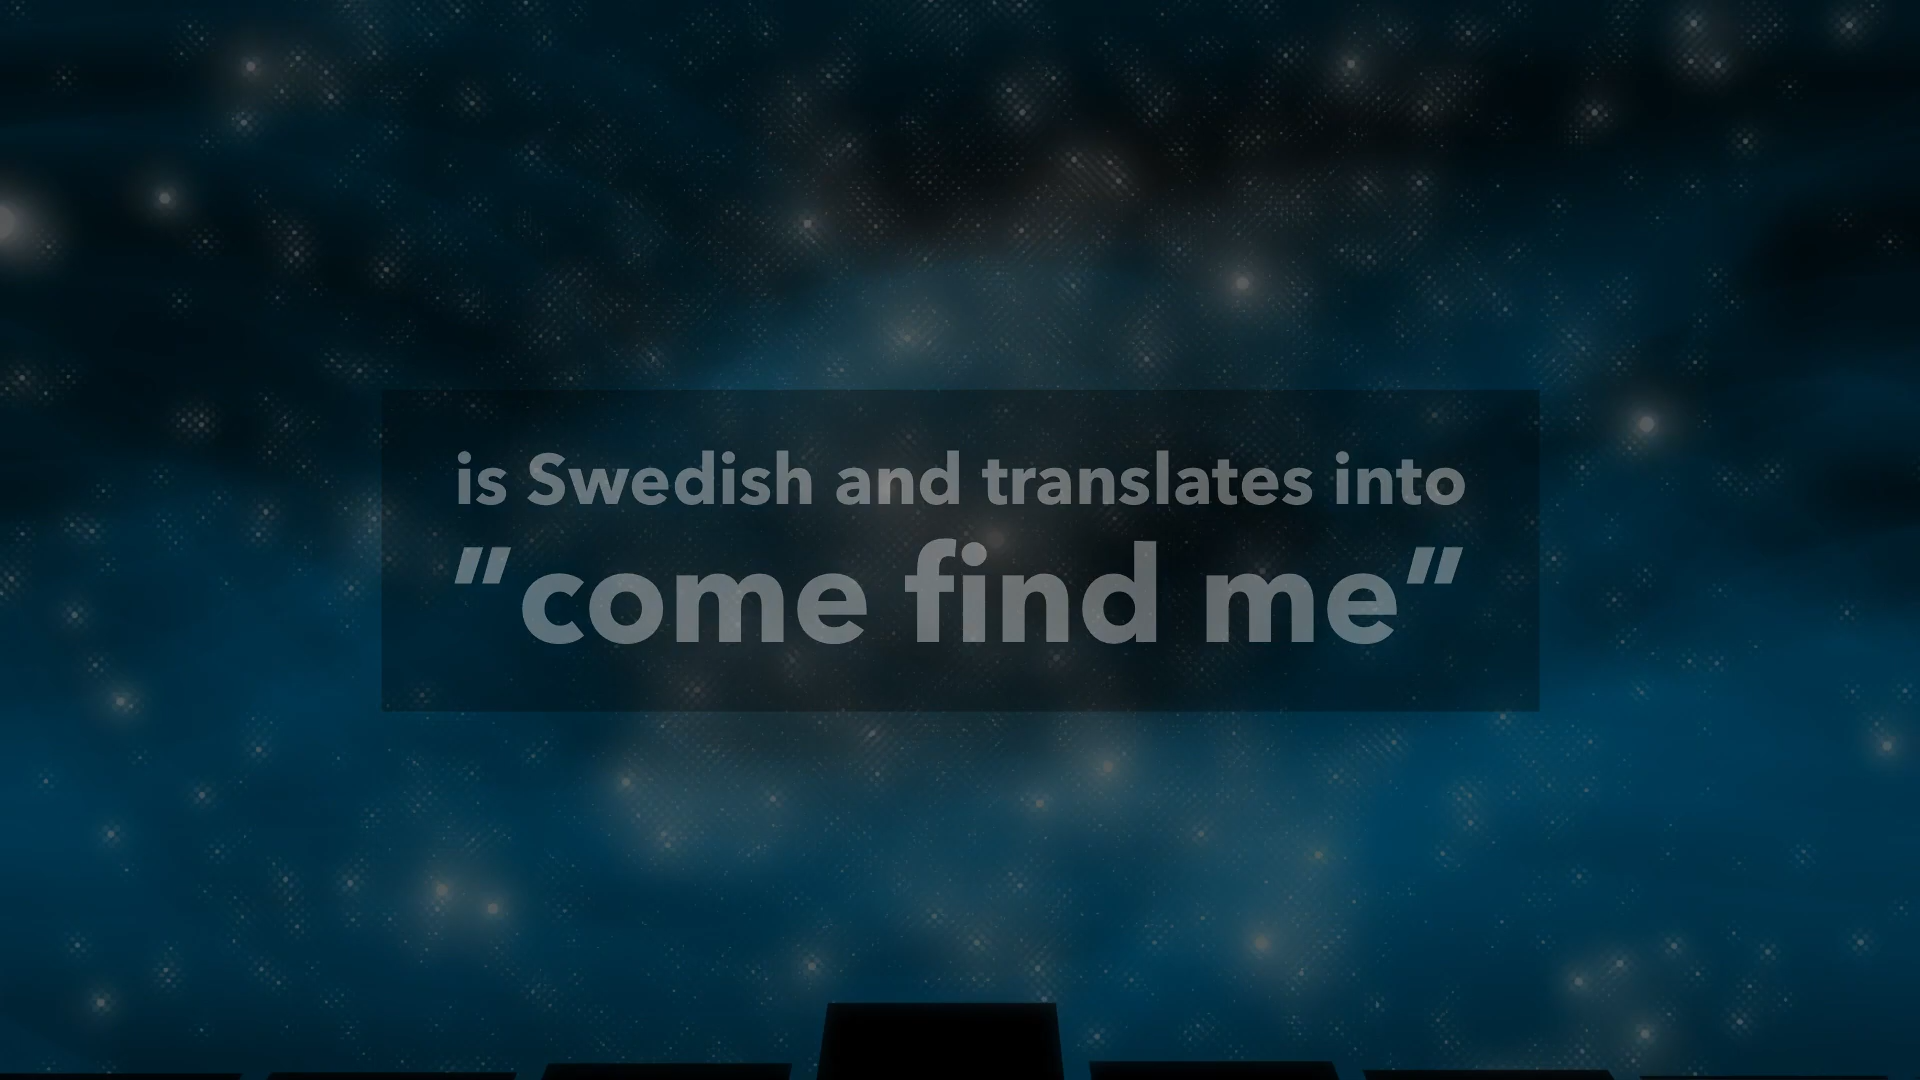 is Swedish and translates into
"come find me"